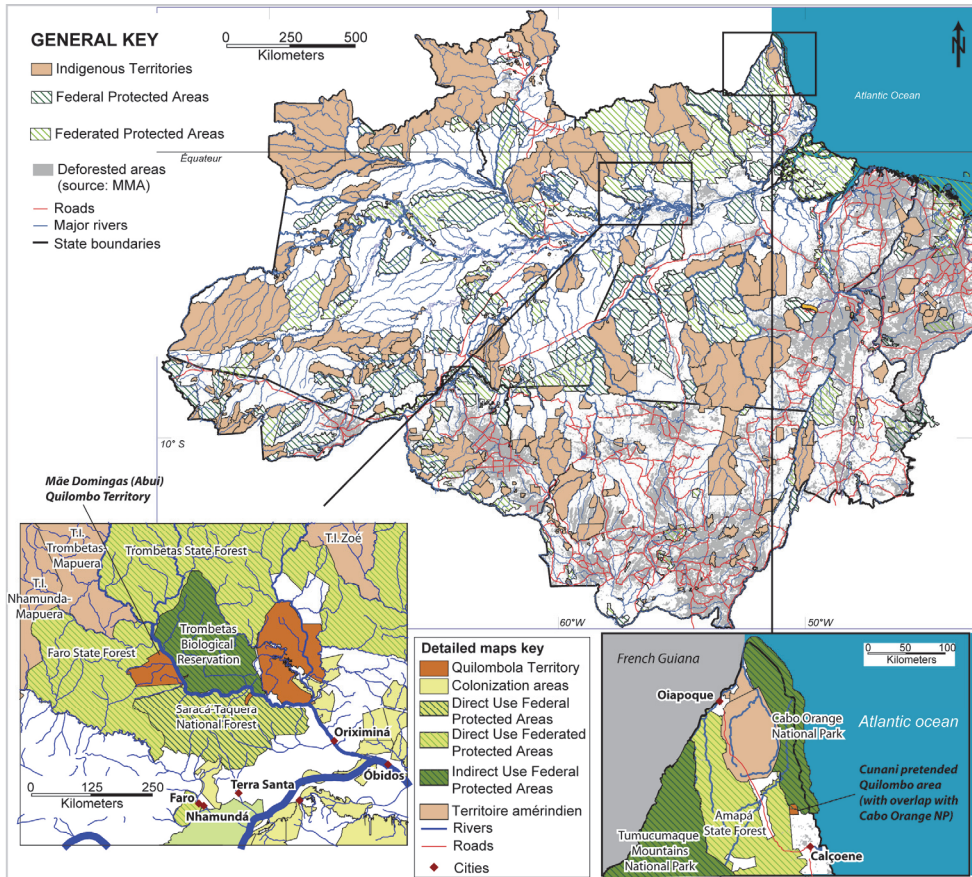 GENERAL KEY
0 250 500
Kilometers
Indigenous Territories
Federal Protected Areas
Federated Protected Areas
Deforested areas
(source: MMA)
Roads
Major rivers
State boundaries
N
Atlantic Ocean
Équateur
10° S
60°W
50°W
Mãe Domingas (Abuí)
Quilombo Territory
T.I.
Trombetas-
Mapuera
Trombetas State Forest
T.I. Zoé
T.I.
Nhamunda-
Mapuera
Faro State Forest
Trombetas
Biological
Reservation
Saracá-Taquera
National Forest
Oriximiná
Óbidos
Terra Santa
Faro
Nhamundá
0 125 250
Kilometers
Detailed maps key
Quilombola Territory
Colonization areas
Direct Use Federal
Protected Areas
Direct Use Federated
Protected Areas
Indirect Use Federal
Protected Areas
Territoire amérindien
Rivers
Roads
Cities
French Guiana
0 50 100
Kilometers
Oiapoque
Cabo Orange
National Park
Atlantic ocean
Cunani pretended
Quilombo area
(with overlap with
Cabo Orange NP)
Amapá
State Forest
Tumucumaque
Mountains
National Park
Calçoene